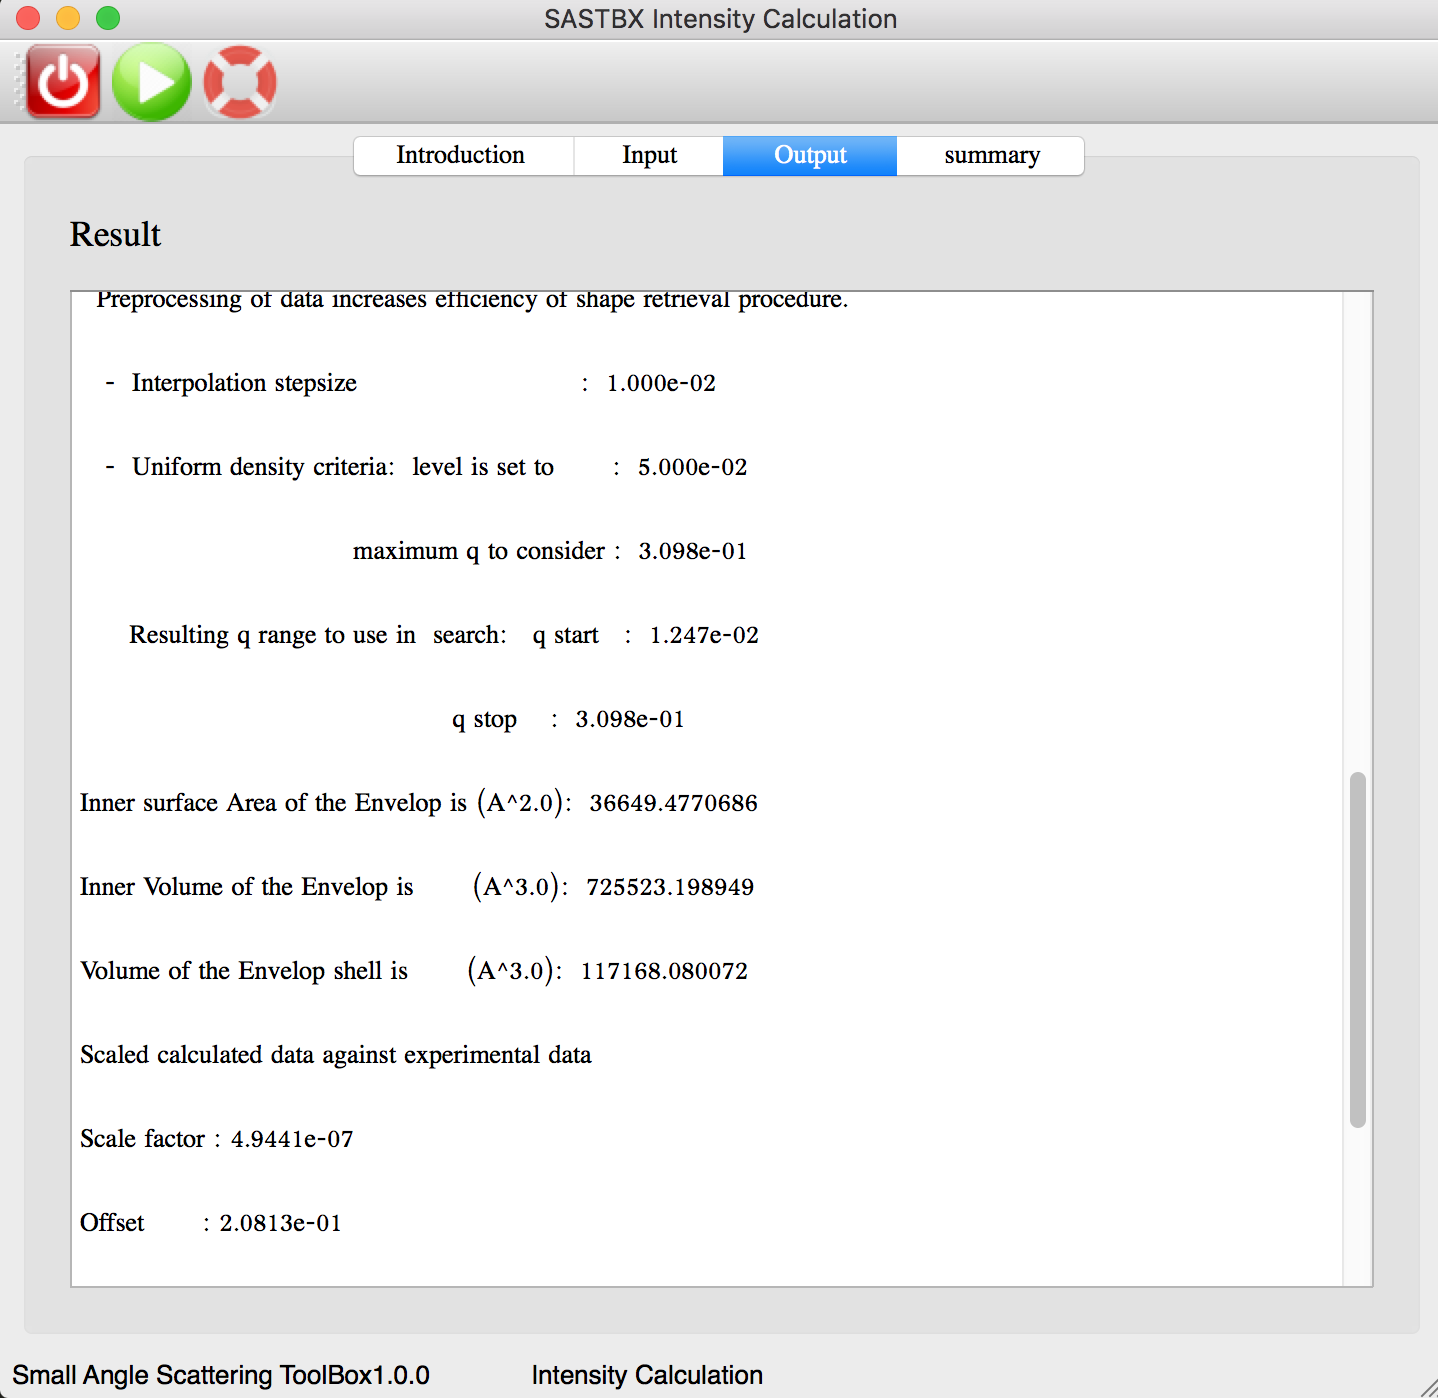 SASTBX Intensity Calculation
Introduction Input Output summary
Result
Preprocessing of data increases efficiency of shape retrieval procedure.
- Interpolation stepsize : 1.000e-02
- Uniform density criteria: level is set to : 5.000e-02
maximum q to consider : 3.098e-01
Resulting q range to use in search: q start : 1.247e-02
q stop : 3.098e-01
Inner surface Area of the Envelop is (A^2.0): 36649.4770686
Inner Volume of the Envelop is (A^3.0): 725523.198949
Volume of the Envelop shell is (A^3.0): 117168.080072
Scaled calculated data against experimental data
Scale factor : 4.9441e-07
Offset : 2.0813e-01
Small Angle Scattering ToolBox1.0.0 Intensity Calculation